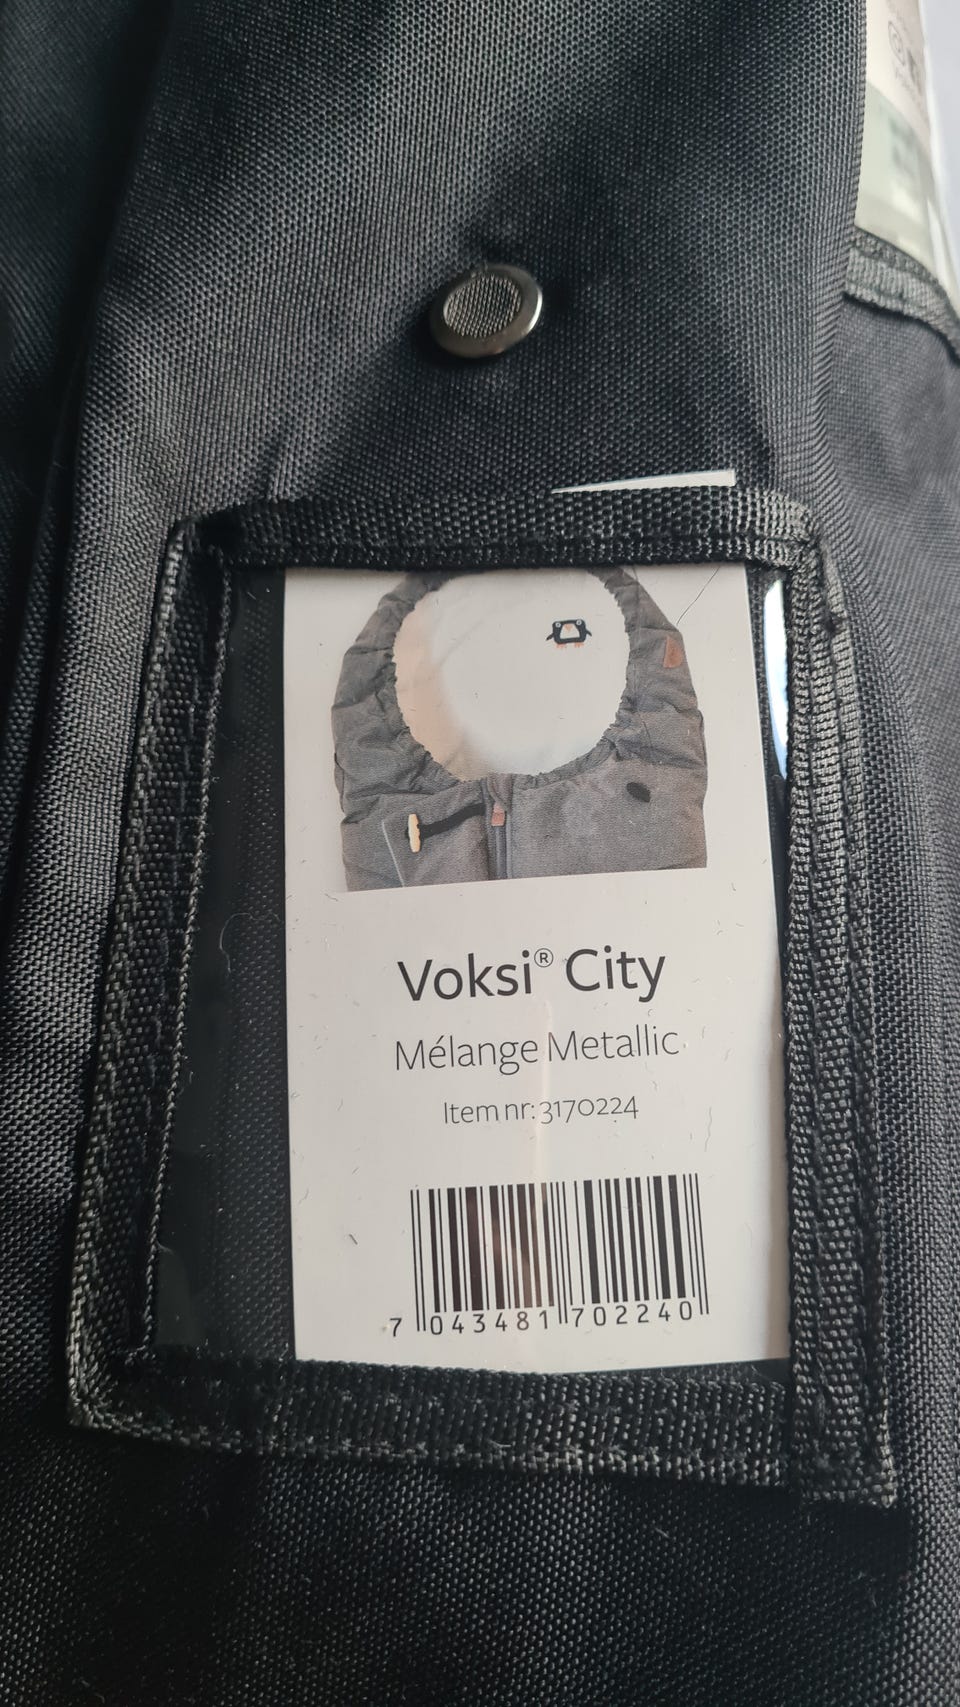 Voksi® City
Mélange Metallic
Item nr: 3170224
7 043481 702240